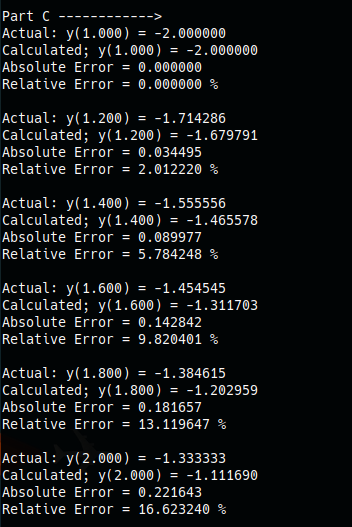 Part C ------------>
Actual: y(1.000) = -2.000000
Calculated; y(1.000) = -2.000000
Absolute Error = 0.000000
Relative Error = 0.000000 %
Actual: y(1.200) = -1.714286
Calculated; y(1.200) = -1.679791
Absolute Error = 0.034495
Relative Error = 2.012220 %
Actual: y(1.400) = -1.555556
Calculated; y(1.400) = -1.465578
Absolute Error = 0.089977
Relative Error = 5.784248 %
Actual: y(1.600) = -1.454545
Calculated; y(1.600) = -1.311703
Absolute Error = 0.142842
Relative Error = 9.820401 %
Actual: y(1.800) = -1.384615
Calculated; y(1.800) = -1.202959
Absolute Error = 0.181657
Relative Error = 13.119647 %
Actual: y(2.000) = -1.333333
Calculated; y(2.000) = -1.111690
Absolute Error = 0.221643
Relative Error = 16.623240 %